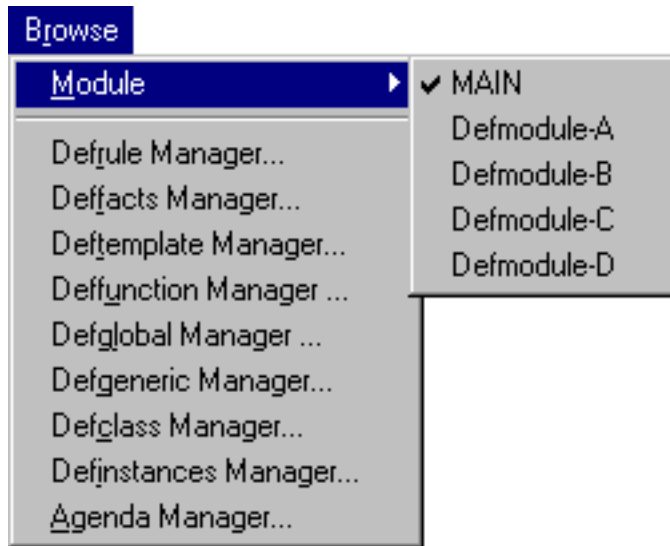 Browse
Module
MAIN
Defmodule-A
Defmodule-B
Defmodule-C
Defmodule-D
Defrule Manager...
Deffacts Manager...
Deftemplate Manager...
Deffunction Manager ...
Defglobal Manager ...
Defgeneric Manager...
Defclass Manager...
Definstances Manager...
Agenda Manager...